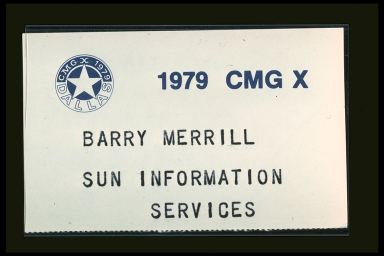 CMG X 1979
DALLAS
1979 CMG X
BARRY MERRILL
SUN INFORMATION
SERVICES